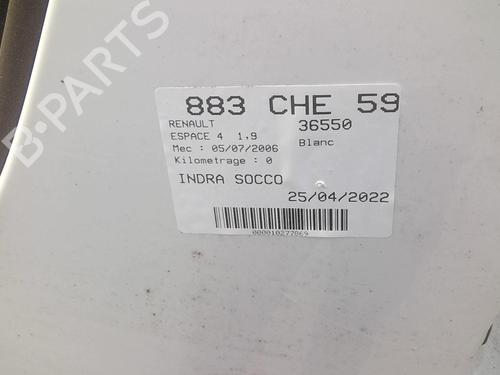 883 CHE 59
RENAULT 36550
ESPACE 4 1,9 Blanc
Mec : 05/07/2006
Kilometrage : 0
INDRA SOCCO
25/04/2022
000010277869
B-PARTS